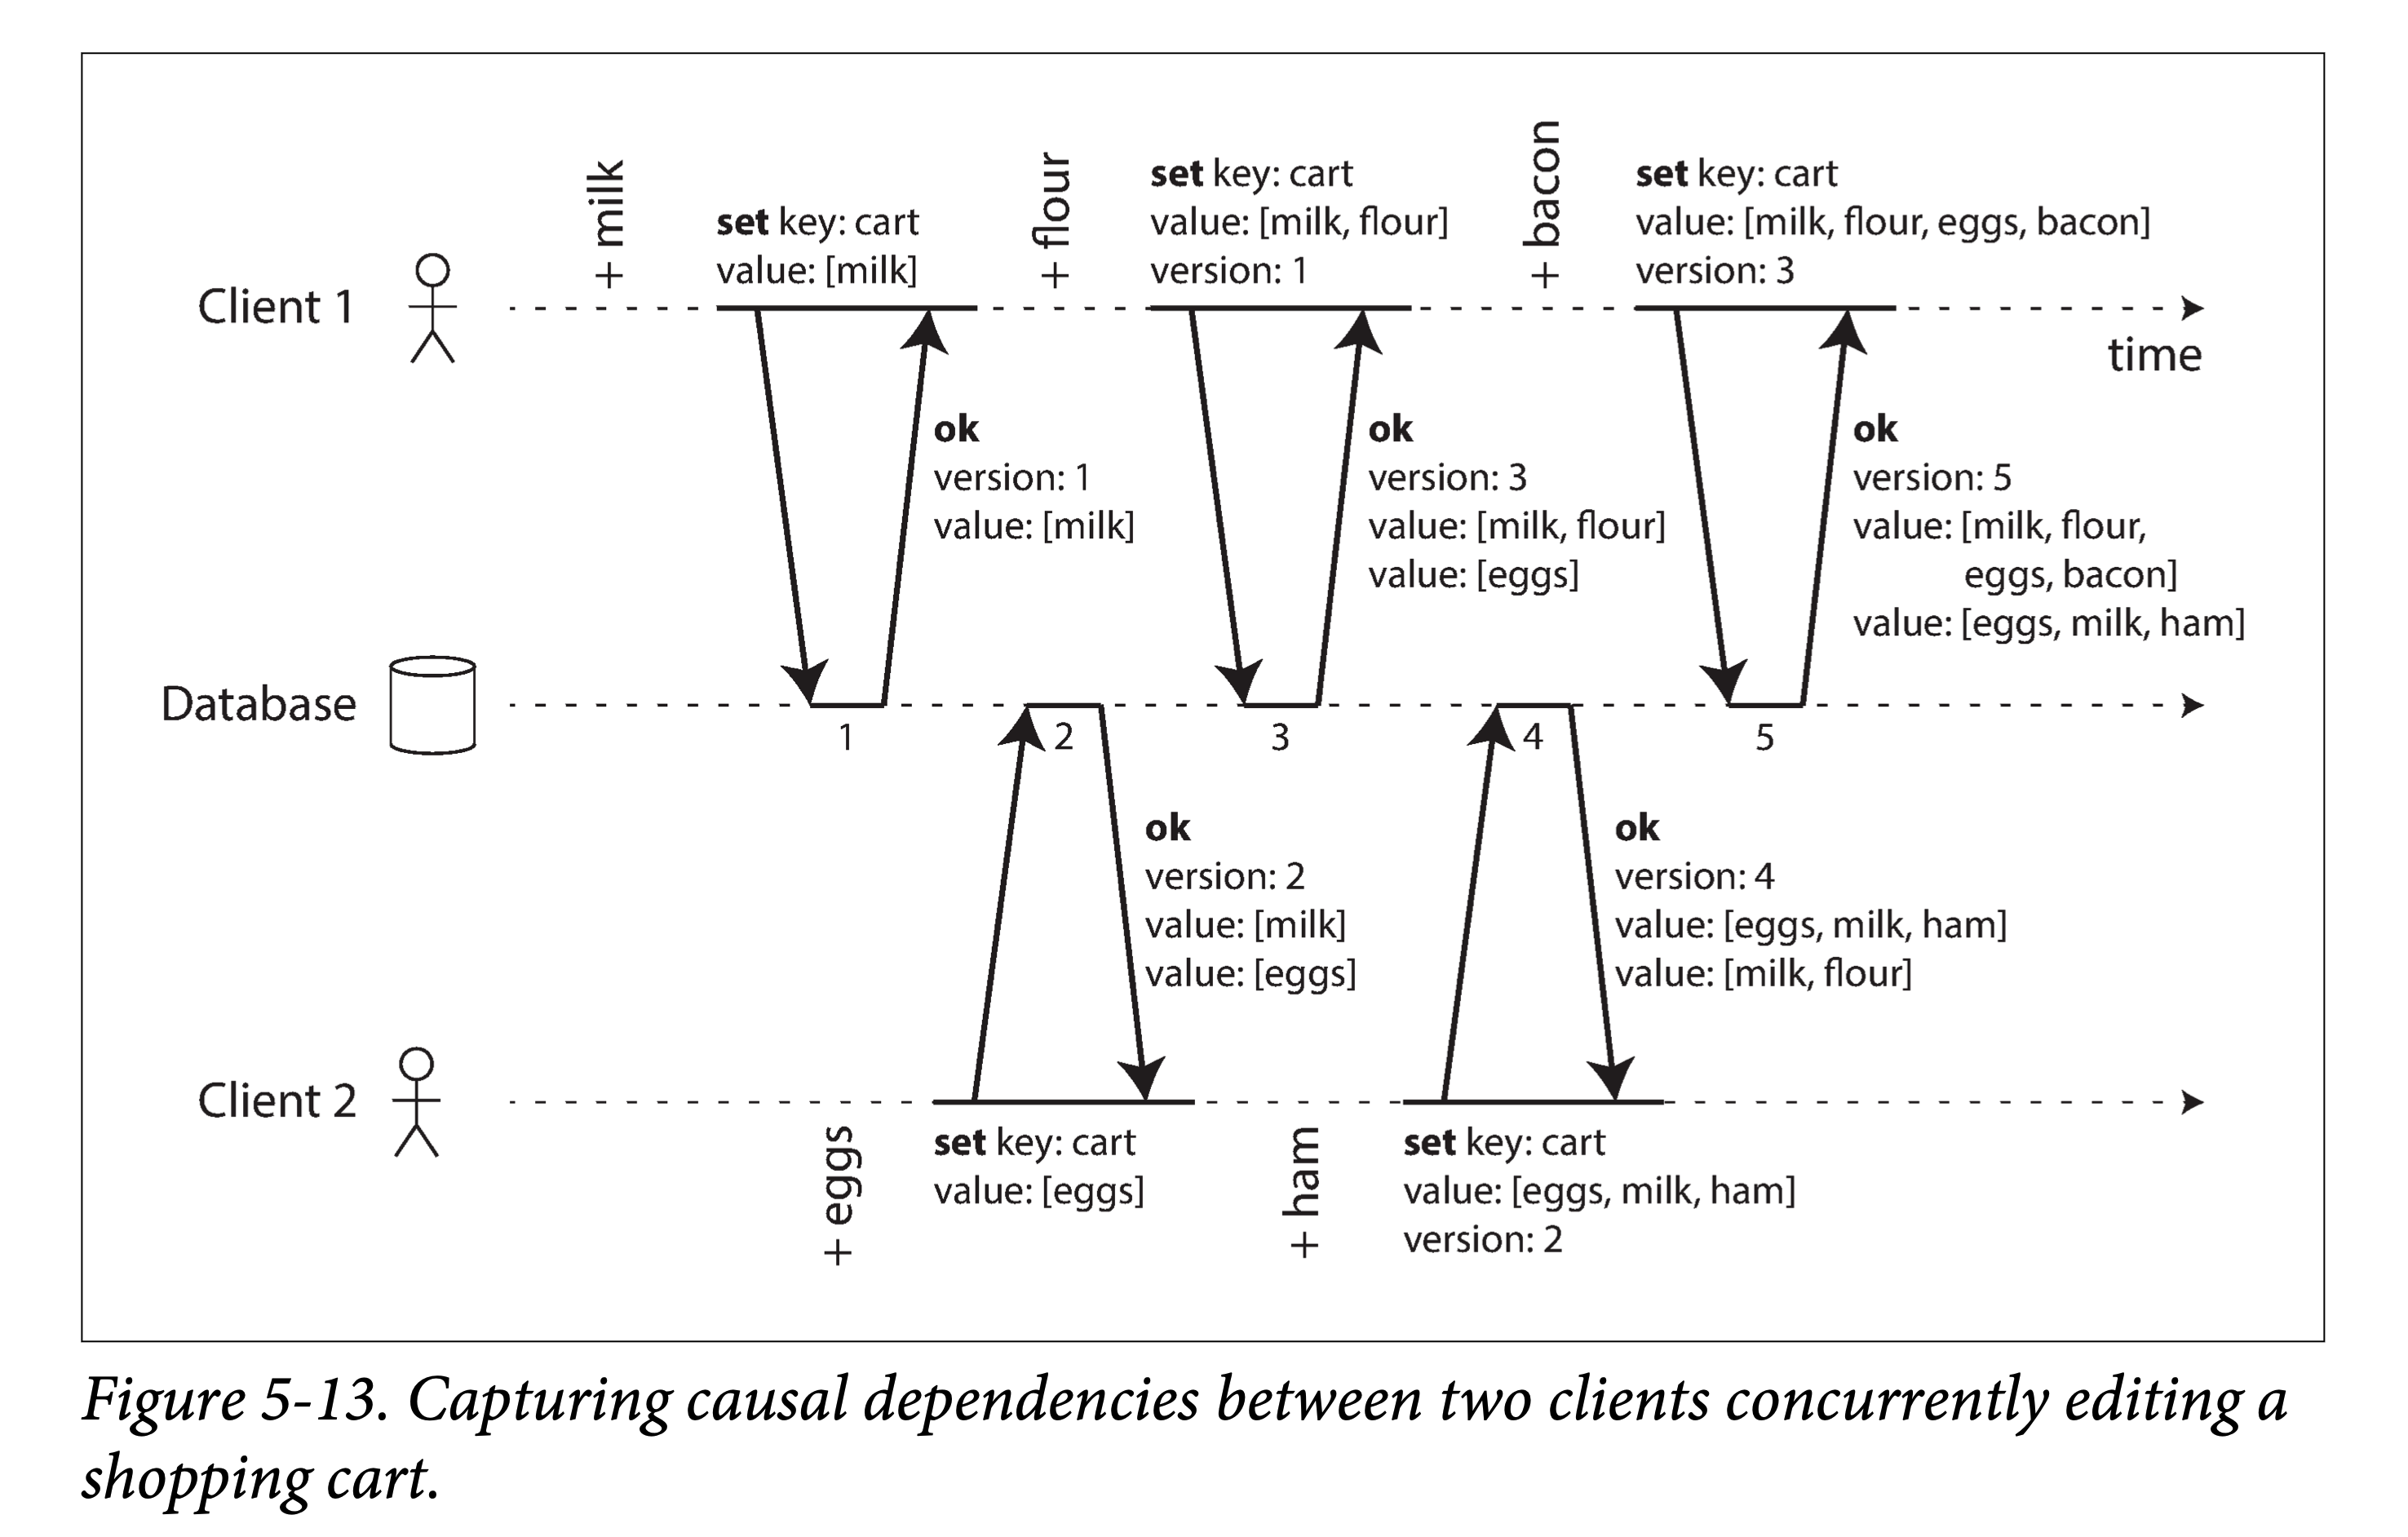 + milk
set key: cart
value: [milk]
+ flour
set key: cart
value: [milk, flour]
version: 1
+ bacon
set key: cart
value: [milk, flour, eggs, bacon]
version: 3
Client 1
time
ok
version: 1
value: [milk]
ok
version: 3
value: [milk, flour]
value: [eggs]
ok
version: 5
value: [milk, flour,
eggs, bacon]
value: [eggs, milk, ham]
Database
1
2
3
4
5
ok
version: 2
value: [milk]
value: [eggs]
ok
version: 4
value: [eggs, milk, ham]
value: [milk, flour]
Client 2
+ eggs
set key: cart
value: [eggs]
+ ham
set key: cart
value: [eggs, milk, ham]
version: 2
Figure 5-13. Capturing causal dependencies between two clients concurrently editing a
shopping cart.